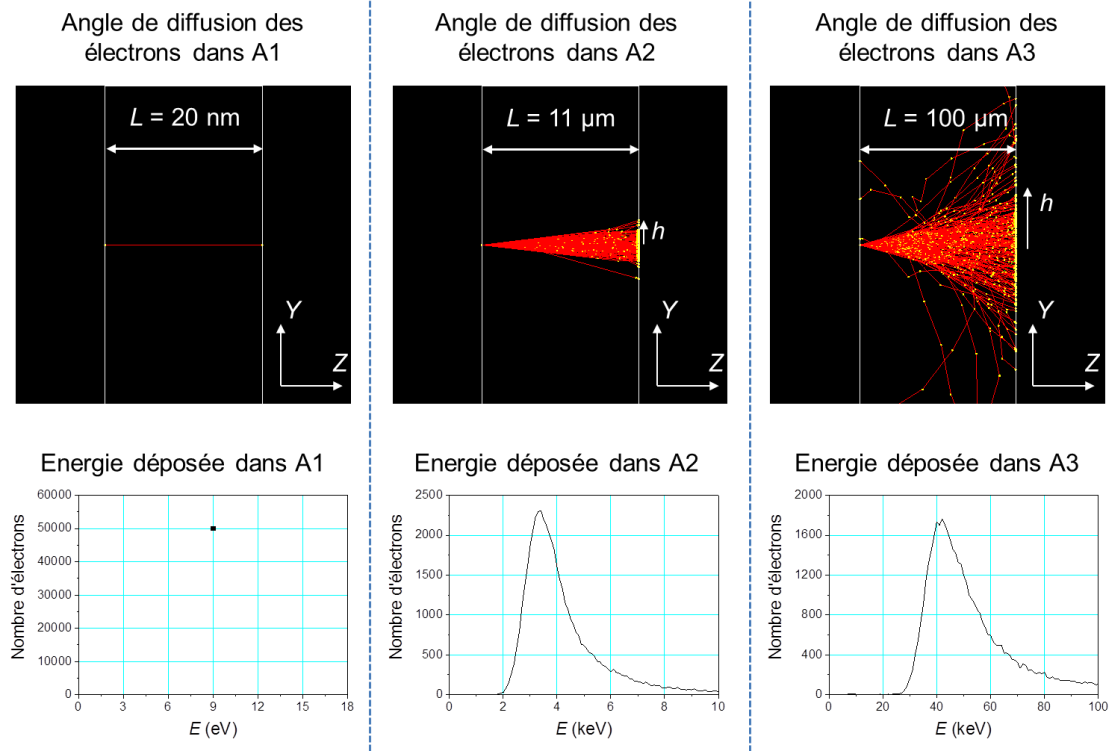 Angle de diffusion des
électrons dans A1
L = 20 nm
Y
Z
Energie déposée dans A1
Nombre d'électrons
60000
50000
40000
30000
20000
10000
0
0 3 6 9 12 15 18
E (eV)
Angle de diffusion des
électrons dans A2
L = 11 µm
h
Y
Z
Energie déposée dans A2
Nombre d'électrons
2500
2000
1500
1000
500
0
0 2 4 6 8 10
E (keV)
Angle de diffusion des
électrons dans A3
L = 100 µm
h
Y
Z
Energie déposée dans A3
Nombre d'électrons
2000
1600
1200
800
400
0
0 20 40 60 80 100
E (keV)